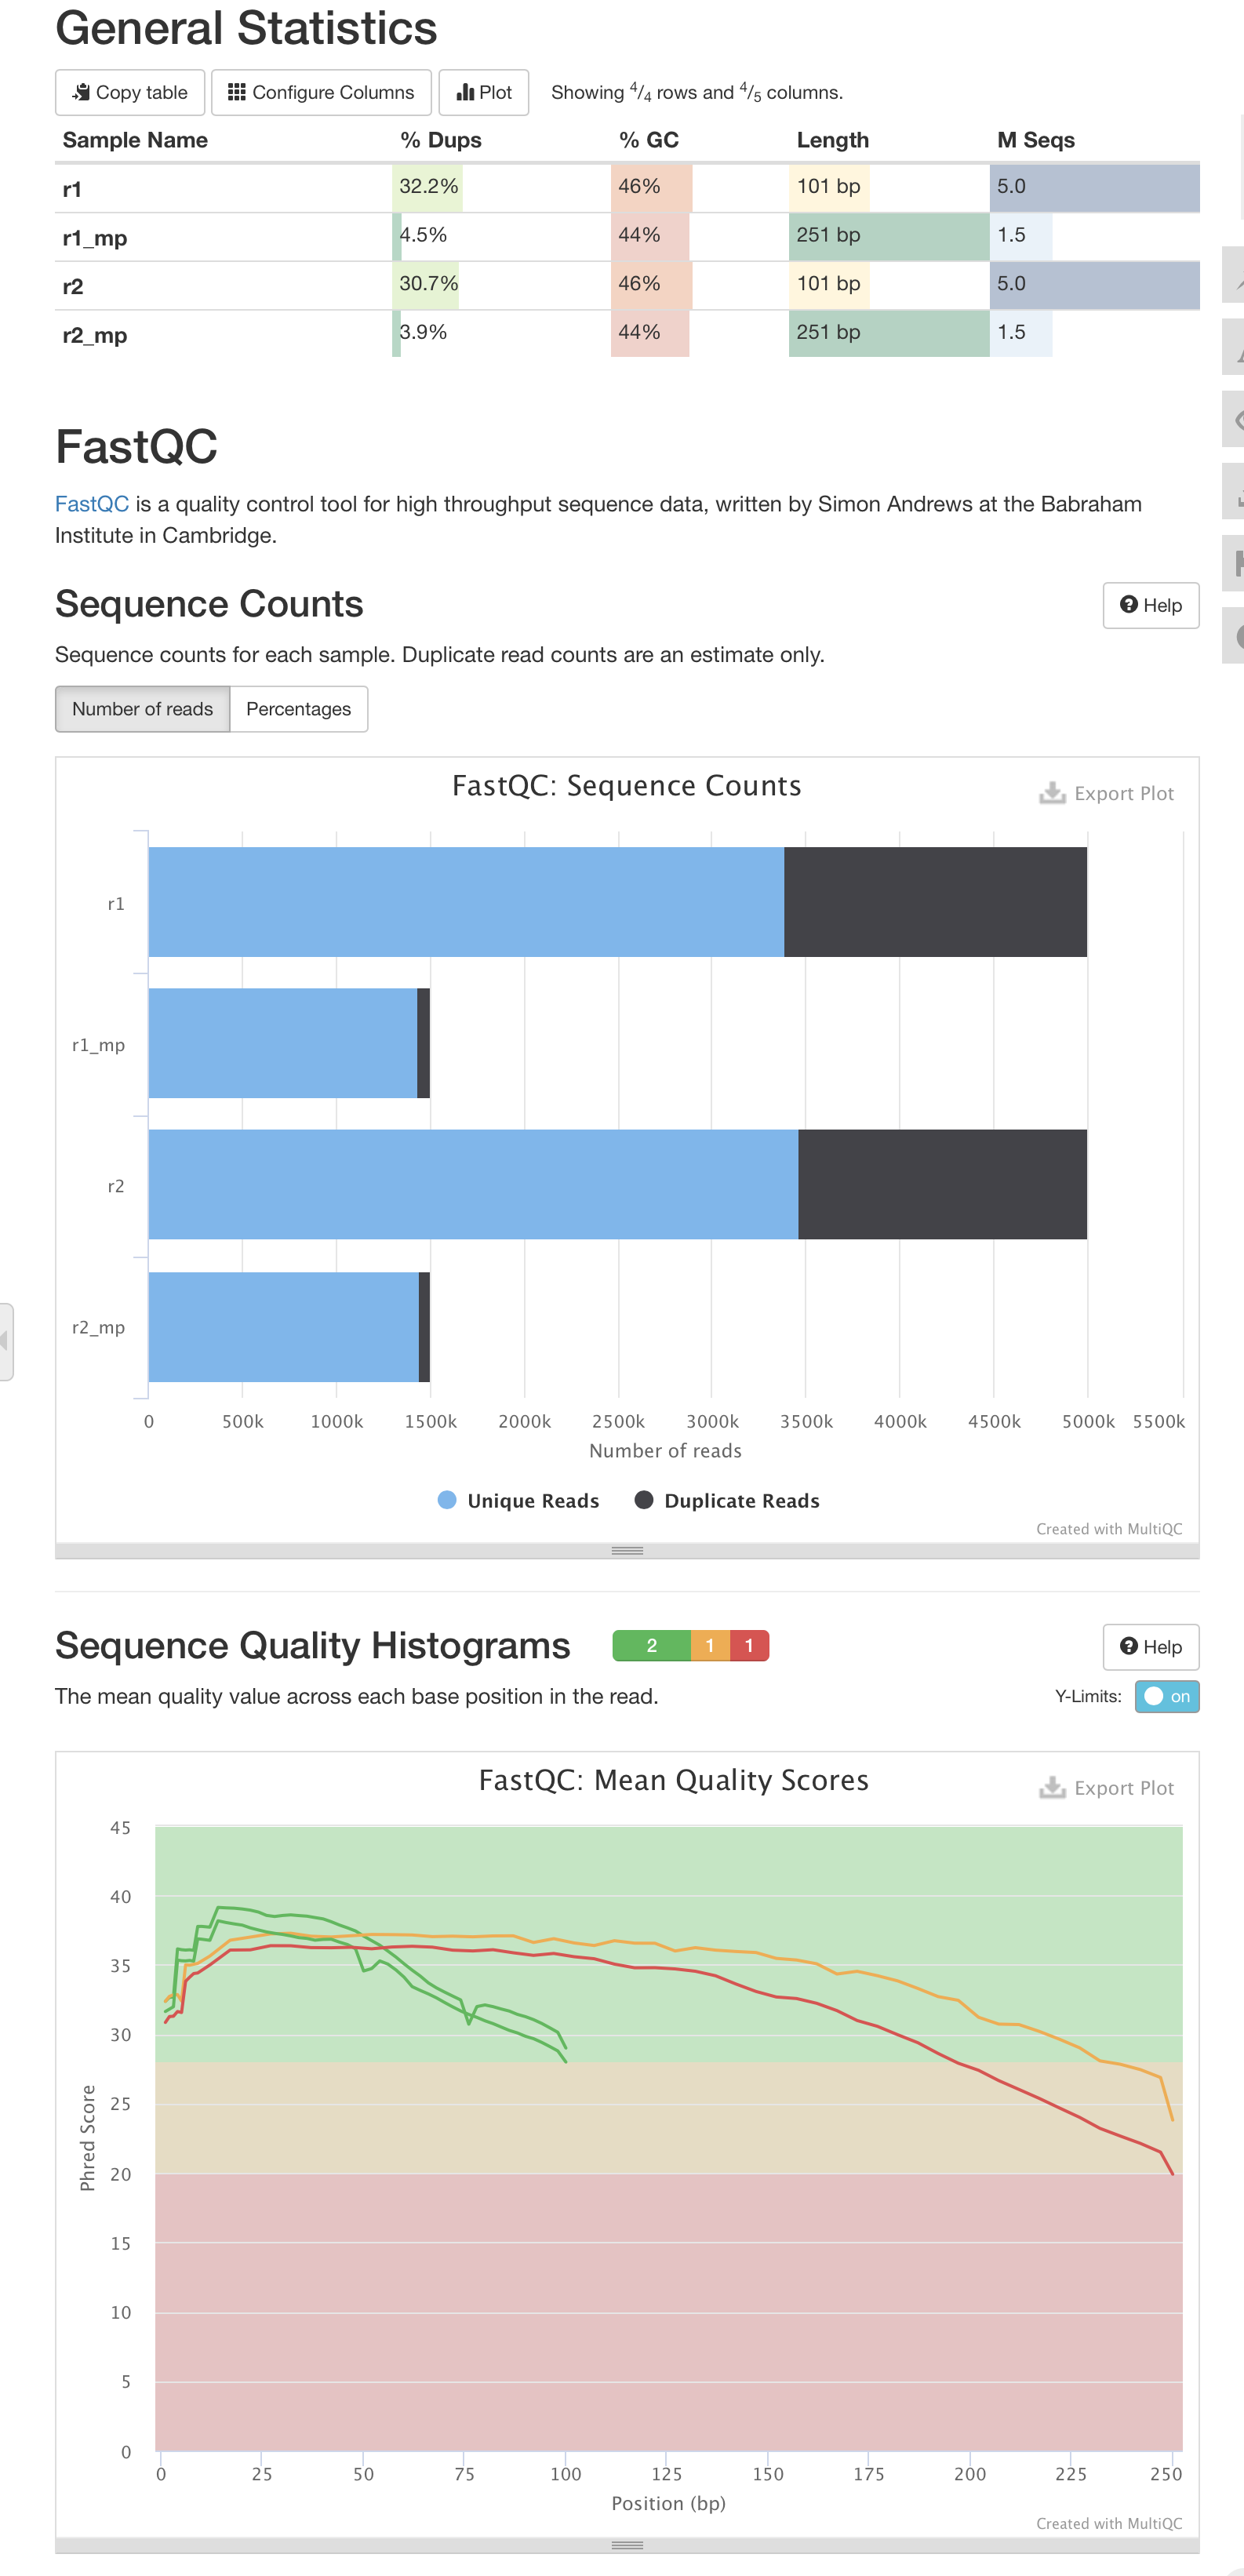 General Statistics
Copy table
Configure Columns
Plot
Showing 4/4 rows and 4/5 columns.
Sample Name % Dups % GC Length M Seqs
r1 32.2% 46% 101 bp 5.0
r1_mp 4.5% 44% 251 bp 1.5
r2 30.7% 46% 101 bp 5.0
r2_mp 3.9% 44% 251 bp 1.5
FastQC
FastQC is a quality control tool for high throughput sequence data, written by Simon Andrews at the Babraham
Institute in Cambridge.
Sequence Counts
Help
Sequence counts for each sample. Duplicate read counts are an estimate only.
Number of reads
Percentages
FastQC: Sequence Counts
Export Plot
r1
r1_mp
r2
r2_mp
0 500k 1000k 1500k 2000k 2500k 3000k 3500k 4000k 4500k 5000k 5500k
Number of reads
Unique Reads Duplicate Reads
Created with MultiQC
Sequence Quality Histograms
2 1 1
Help
The mean quality value across each base position in the read.
Y-Limits: on
FastQC: Mean Quality Scores
Export Plot
Phred Score
45
40
35
30
25
20
15
10
5
0
0 25 50 75 100 125 150 175 200 225 250
Position (bp)
Created with MultiQC